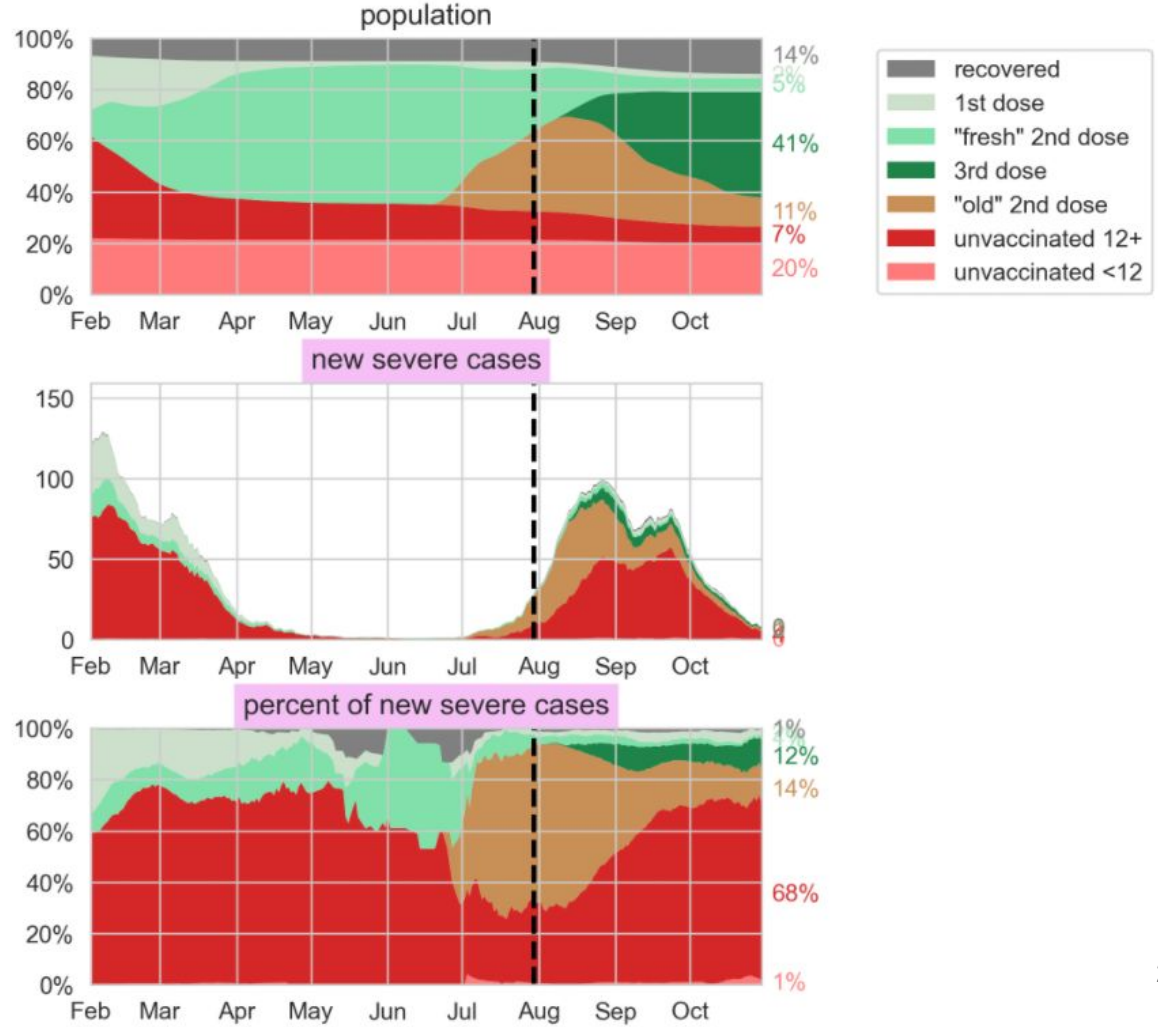 population
100%
80%
60%
40%
20%
0%
14%
5%
41%
11%
7%
20%
Feb Mar Apr May Jun Jul Aug Sep Oct
recovered
1st dose
"fresh" 2nd dose
3rd dose
"old" 2nd dose
unvaccinated 12+
unvaccinated <12
new severe cases
150
100
50
0
Feb Mar Apr May Jun Jul Aug Sep Oct
percent of new severe cases
100%
80%
60%
40%
20%
0%
12%
14%
68%
1%
Feb Mar Apr May Jun Jul Aug Sep Oct